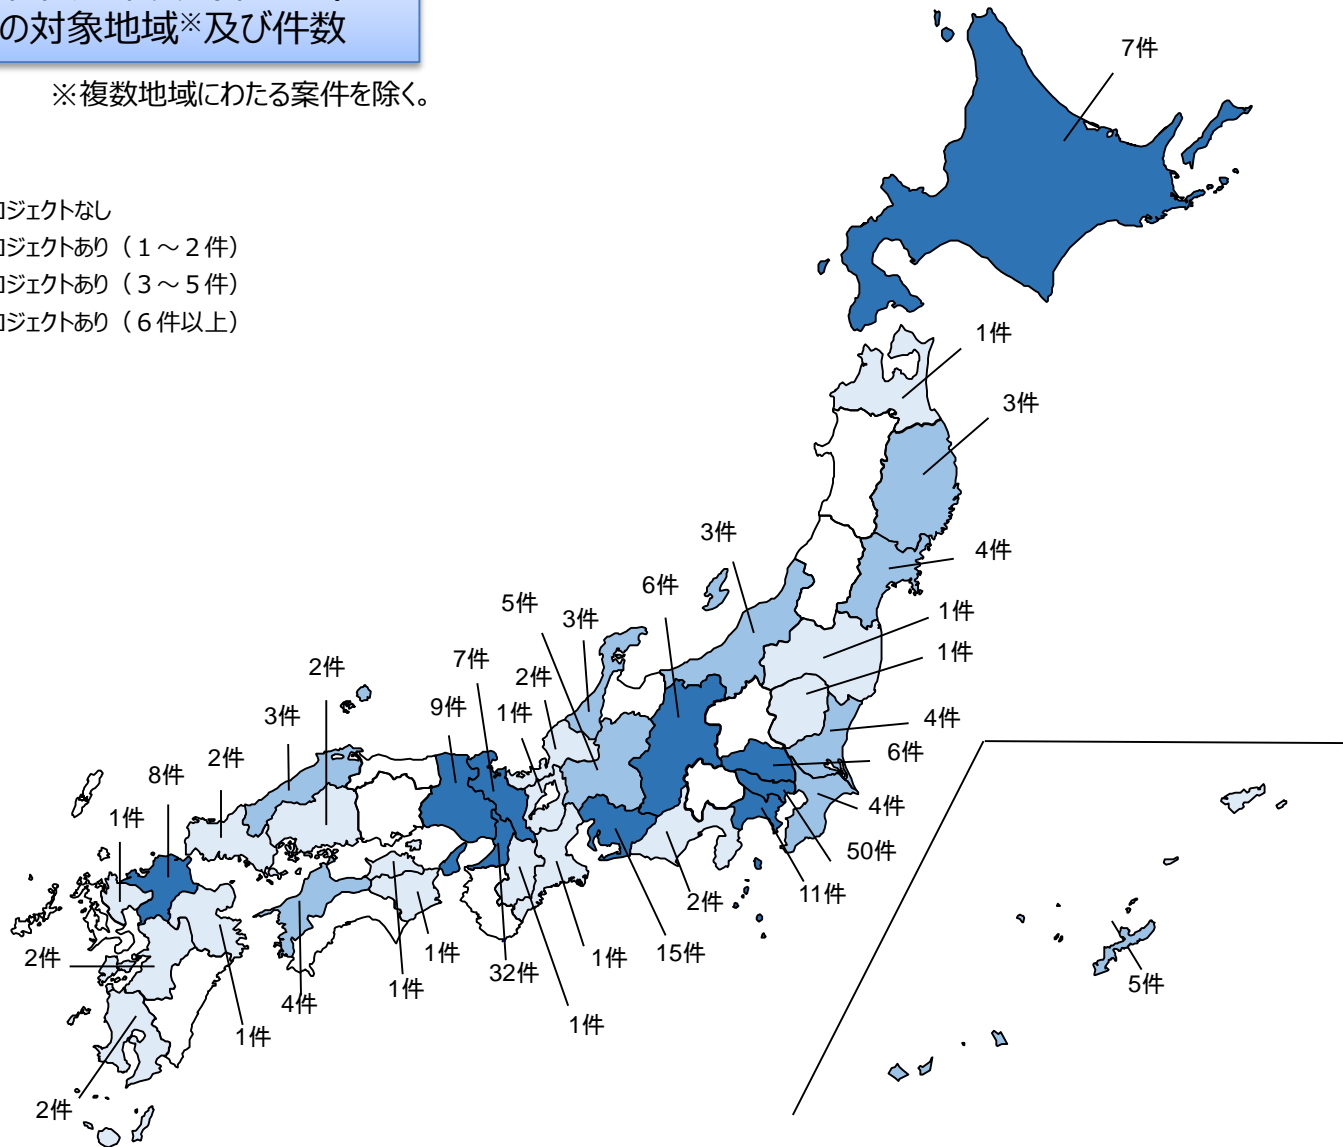 の対象地域※及び件数
※複数地域にわたる案件を除く。
ロジェクトなし
ロジェクトあり（１～２件）
ロジェクトあり（３～５件）
ロジェクトあり（６件以上）
7件
1件
3件
3件
4件
6件
5件
3件
1件
1件
7件
2件
2件
9件
1件
3件
4件
6件
2件
8件
4件
1件
50件
11件
2件
1件
1件
15件
2件
32件
1件
5件
4件
1件
1件
2件